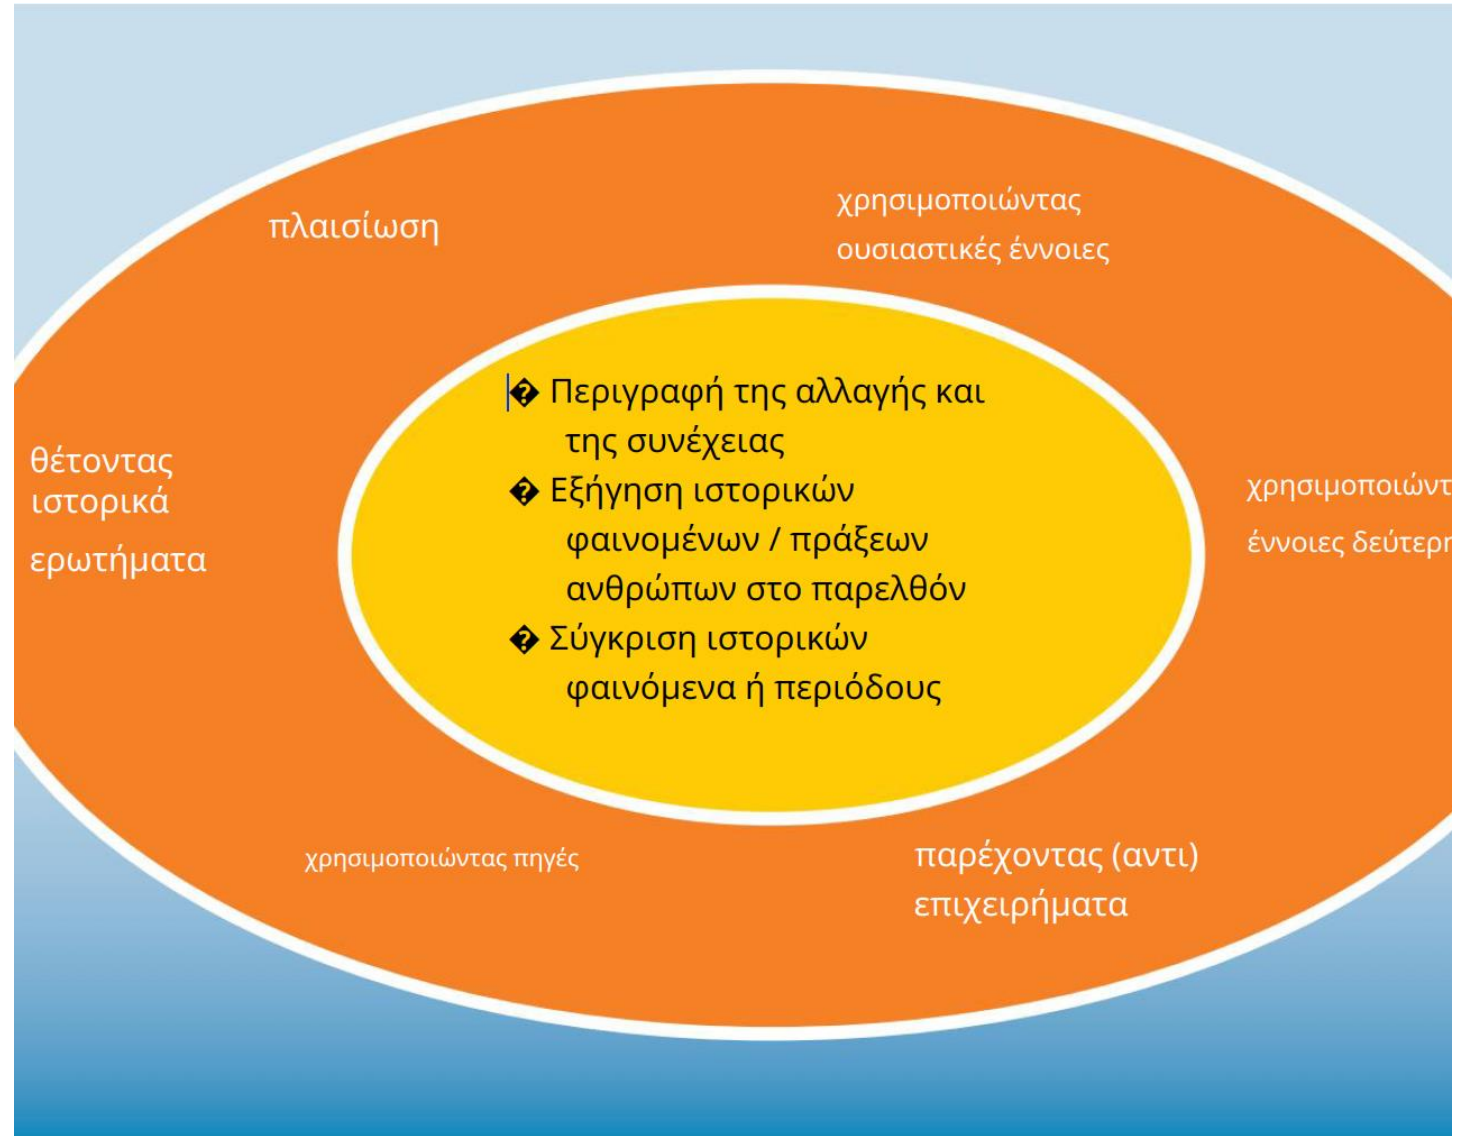 πλαισίωση
χρησιμοποιώντας
ουσιαστικές έννοιες
θέτοντας
ιστορικά
ερωτήματα
� Περιγραφή της αλλαγής και
της συνέχειας
� Εξήγηση ιστορικών
φαινομένων / πράξεων
ανθρώπων στο παρελθόν
� Σύγκριση ιστορικών
φαινόμενα ή περιόδους
χρησιμοποιώντ
έννοιες δεύτερη
χρησιμοποιώντας πηγές
παρέχοντας (αντι)
επιχειρήματα